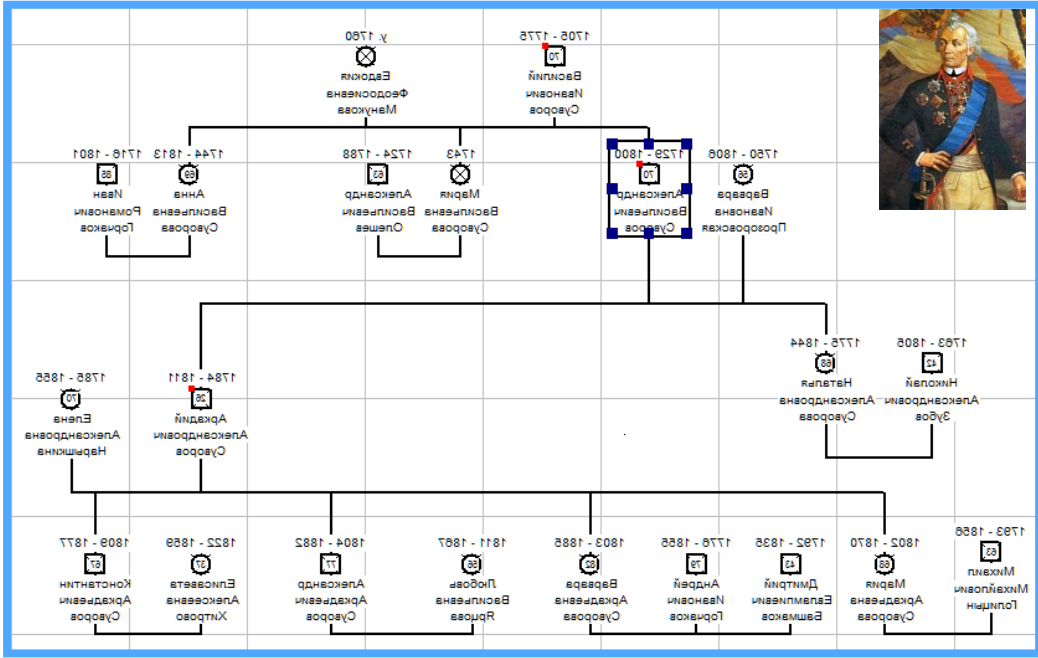 у. 1760
Евдокия
Феодосиевна
Манукова
1705 - 1775
70
Василий
Иванович
Суворов
1716 - 1801
85
Иван
Романович
Горчаков
1744 - 1813
69
Анна
Васильевна
Суворова
1724 - 1788
63
Александр
Васильевич
Олешев
1743
Мария
Васильевна
Суворова
1729 - 1800
70
Александр
Васильевич
Суворов
1750 - 1806
56
Варвара
Ивановна
Прозоровская
1775 - 1844
68
Наталья
Александровна
Суворова
1763 - 1805
42
Николай
Александрович
Зубов
1785 - 1855
70
Елена
Александровна
Нарышкина
1784 - 1811
26
Аркадий
Александрович
Суворов
1809 - 1877
67
Константин
Аркадьевич
Суворов
1822 - 1859
37
Елисавета
Алексеевна
Хитрово
1804 - 1882
77
Александр
Аркадьевич
Суворов
1811 - 1867
56
Любовь
Васильевна
Ярцова
1803 - 1885
82
Варвара
Аркадьевна
Суворова
1776 - 1855
79
Андрей
Иванович
Горчаков
1792 - 1835
43
Дмитрий
Евлампиевич
Башмаков
1802 - 1870
68
Мария
Аркадьевна
Суворова
1793 - 1856
63
Михаил
Михайлович
Голицын